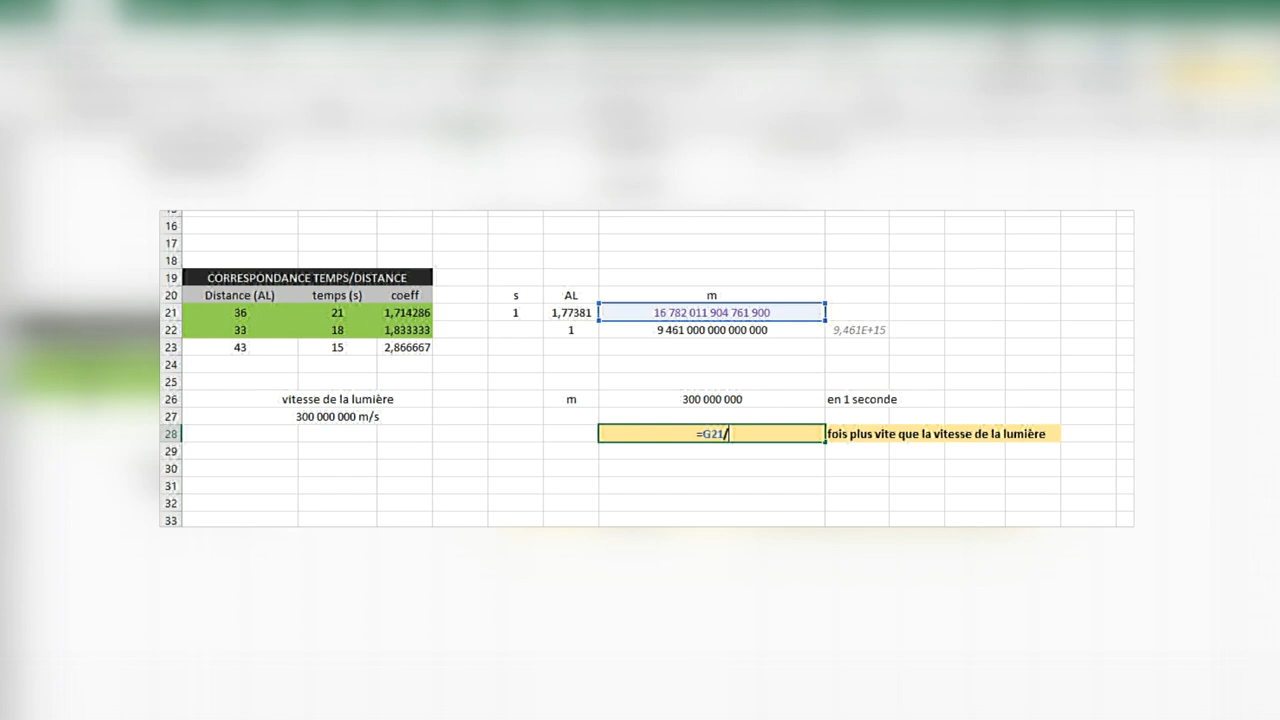 16
17
18
19 CORRESPONDANCE TEMPS/DISTANCE
20 Distance (AL) temps (s) coeff s AL m
21 36 21 1,714286 1 1,77381 16 782 011 904 761 900
22 33 18 1,833333 1 9 461 000 000 000 000 9,461E+15
23 43 15 2,866667
24
25
26 vitesse de la lumière m 300 000 000 en 1 seconde
27 300 000 000 m/s
28 =G21/ fois plus vite que la vitesse de la lumière
29
30
31
32
33